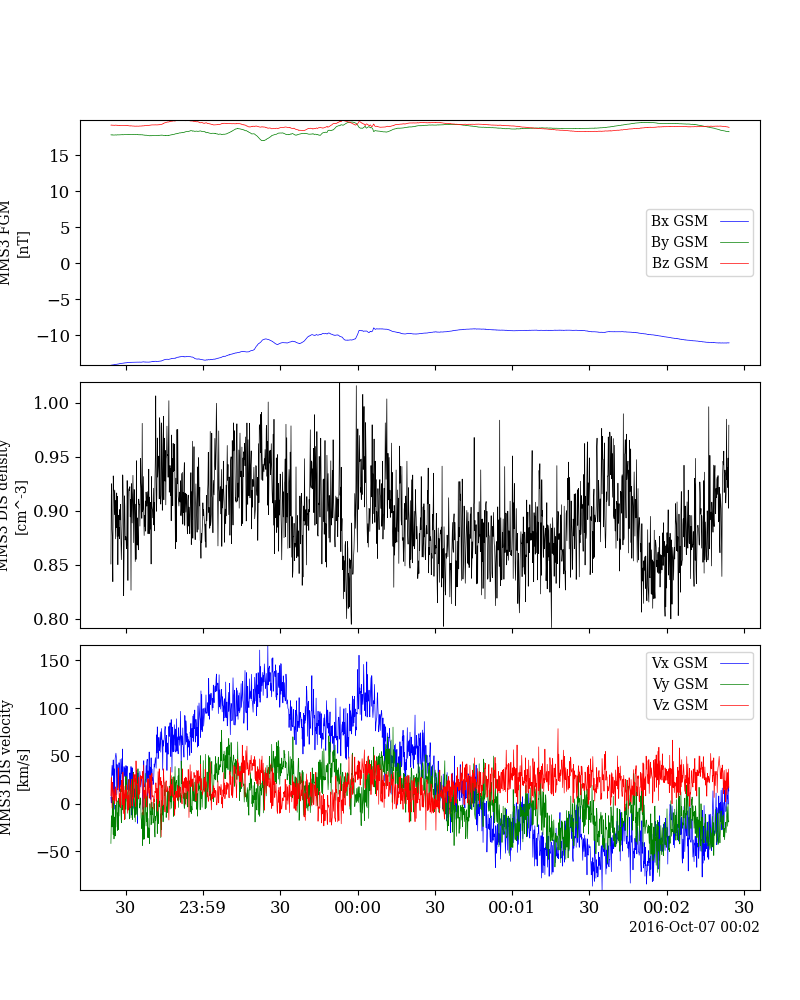 15
10
5
0
−5
−10
MMS3 FGM
[nT]
Bx GSM
By GSM
Bz GSM
1.00
0.95
0.90
0.85
0.80
MMS3 DIS density
[cm^-3]
150
100
50
0
−50
MMS3 DIS velocity
[km/s]
Vx GSM
Vy GSM
Vz GSM
30 23:59 30 00:00 30 00:01 30 00:02 30
2016-Oct-07 00:02